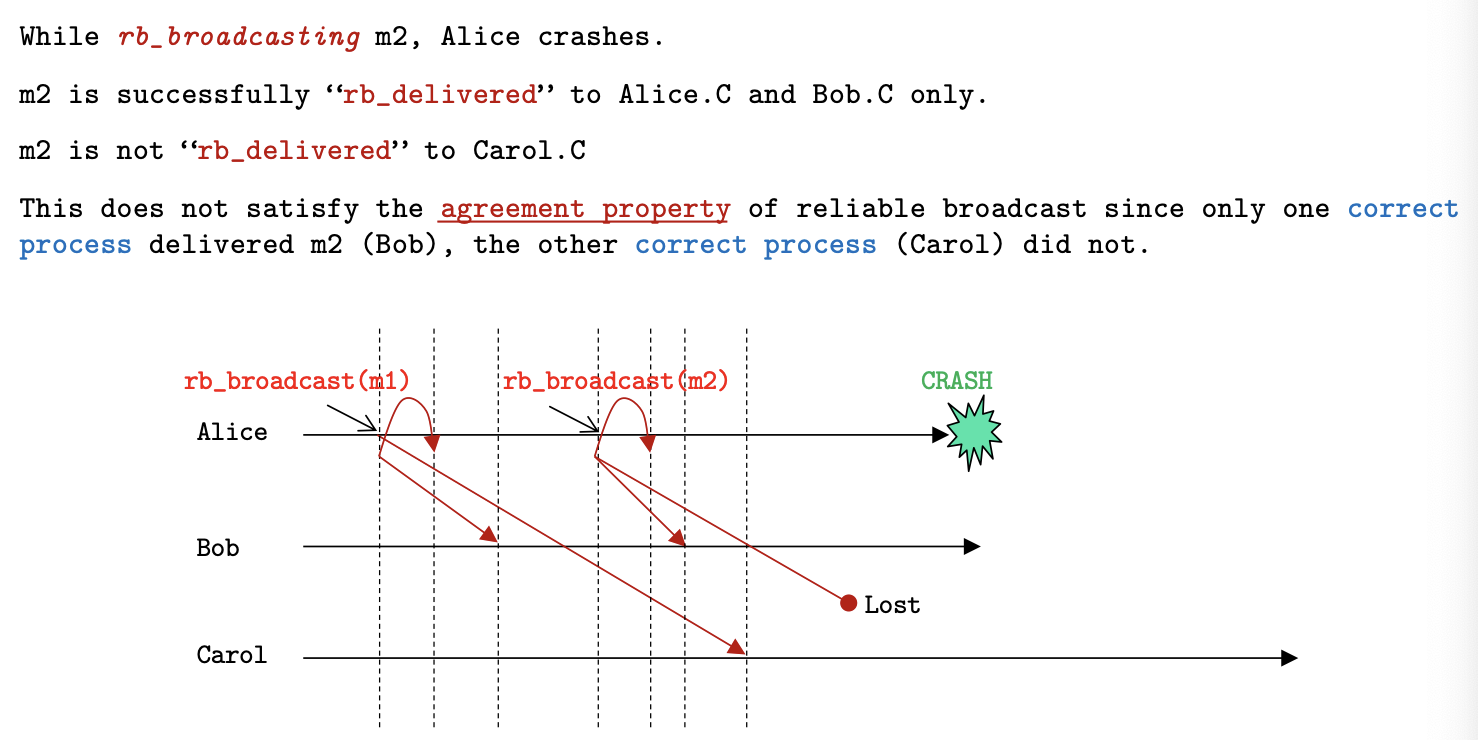 While rb_broadcasting m2, Alice crashes.
m2 is successfully “rb_delivered” to Alice.C and Bob.C only.
m2 is not “rb_delivered” to Carol.C
This does not satisfy the agreement property of reliable broadcast since only one correct
process delivered m2 (Bob), the other correct process (Carol) did not.
rb_broadcast(m1)
rb_broadcast(m2)
CRASH
Alice
Bob
Lost
Carol